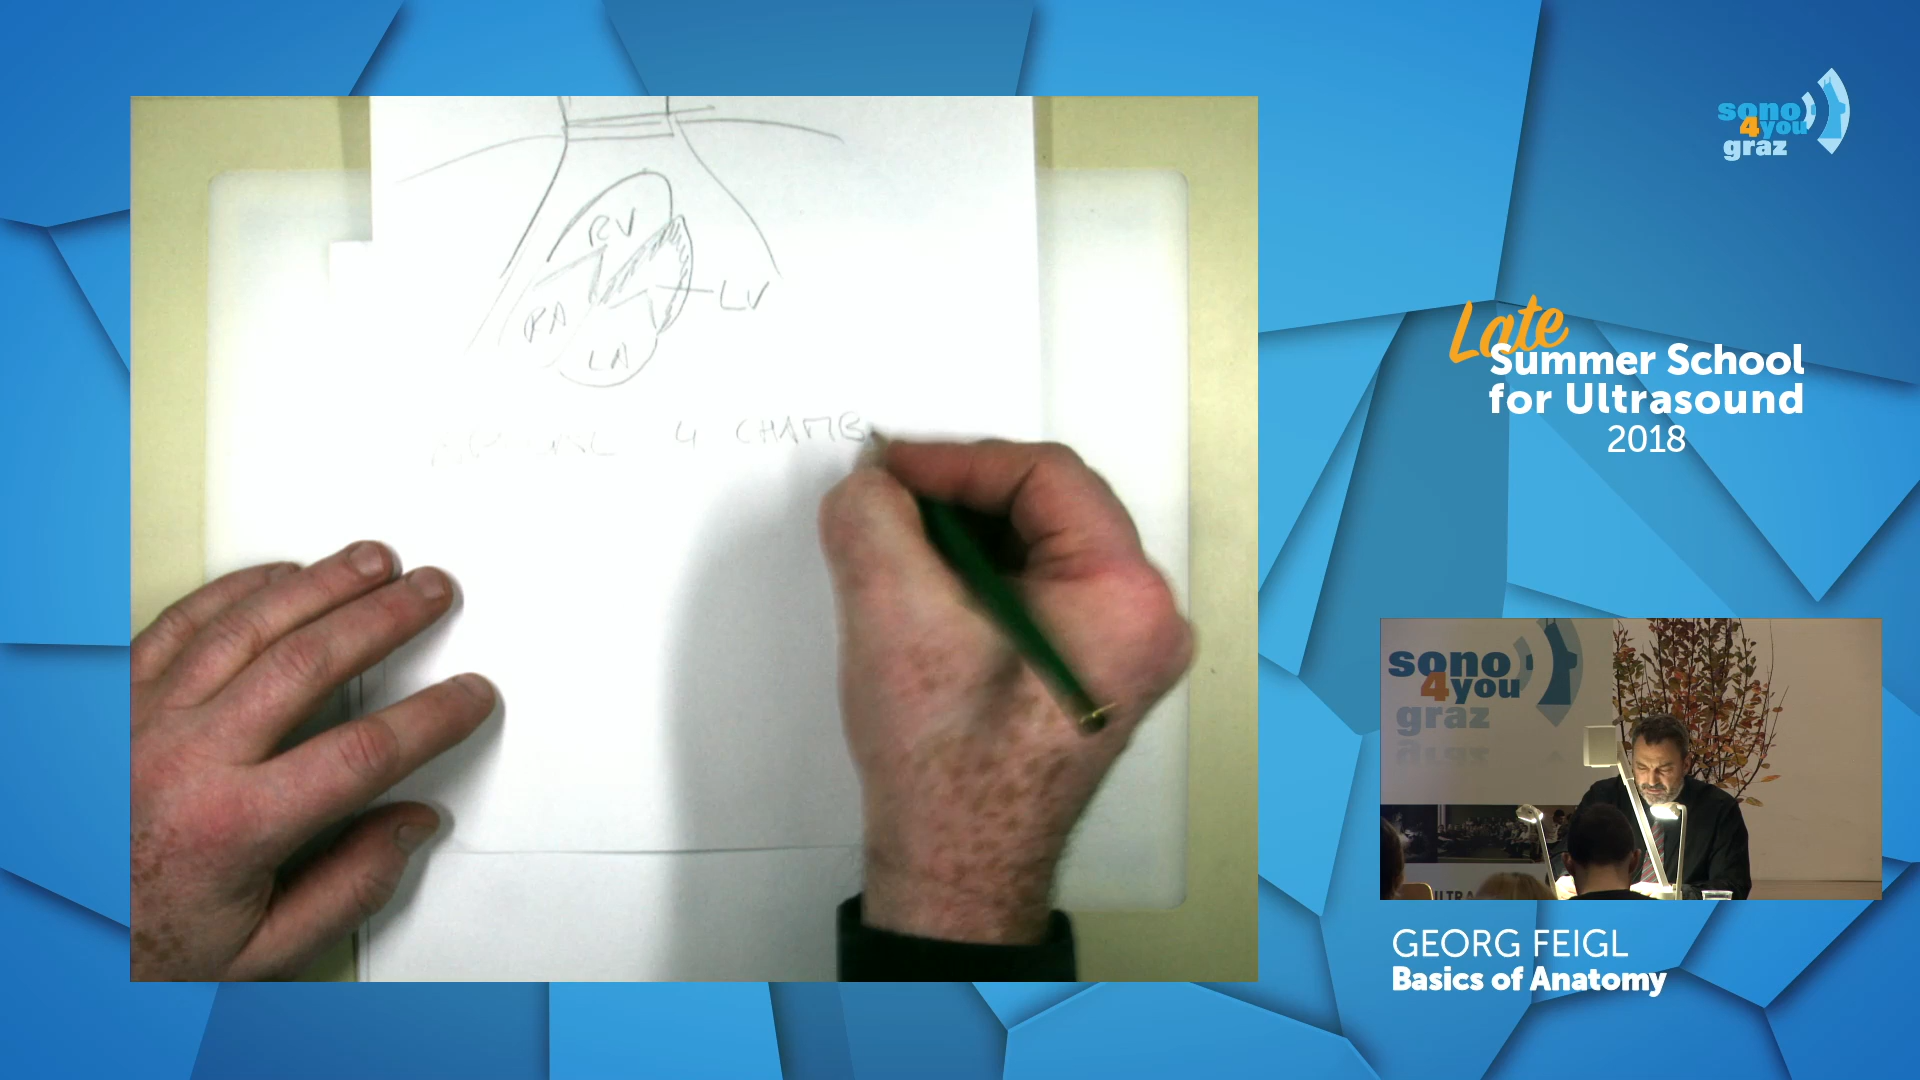 RV
LV
RA
LA
4 CHAMB
sono
4you
graz
Late
Summer School
for Ultrasound
2018
sono
4you
graz
ULTRA
GEORG FEIGL
Basics of Anatomy